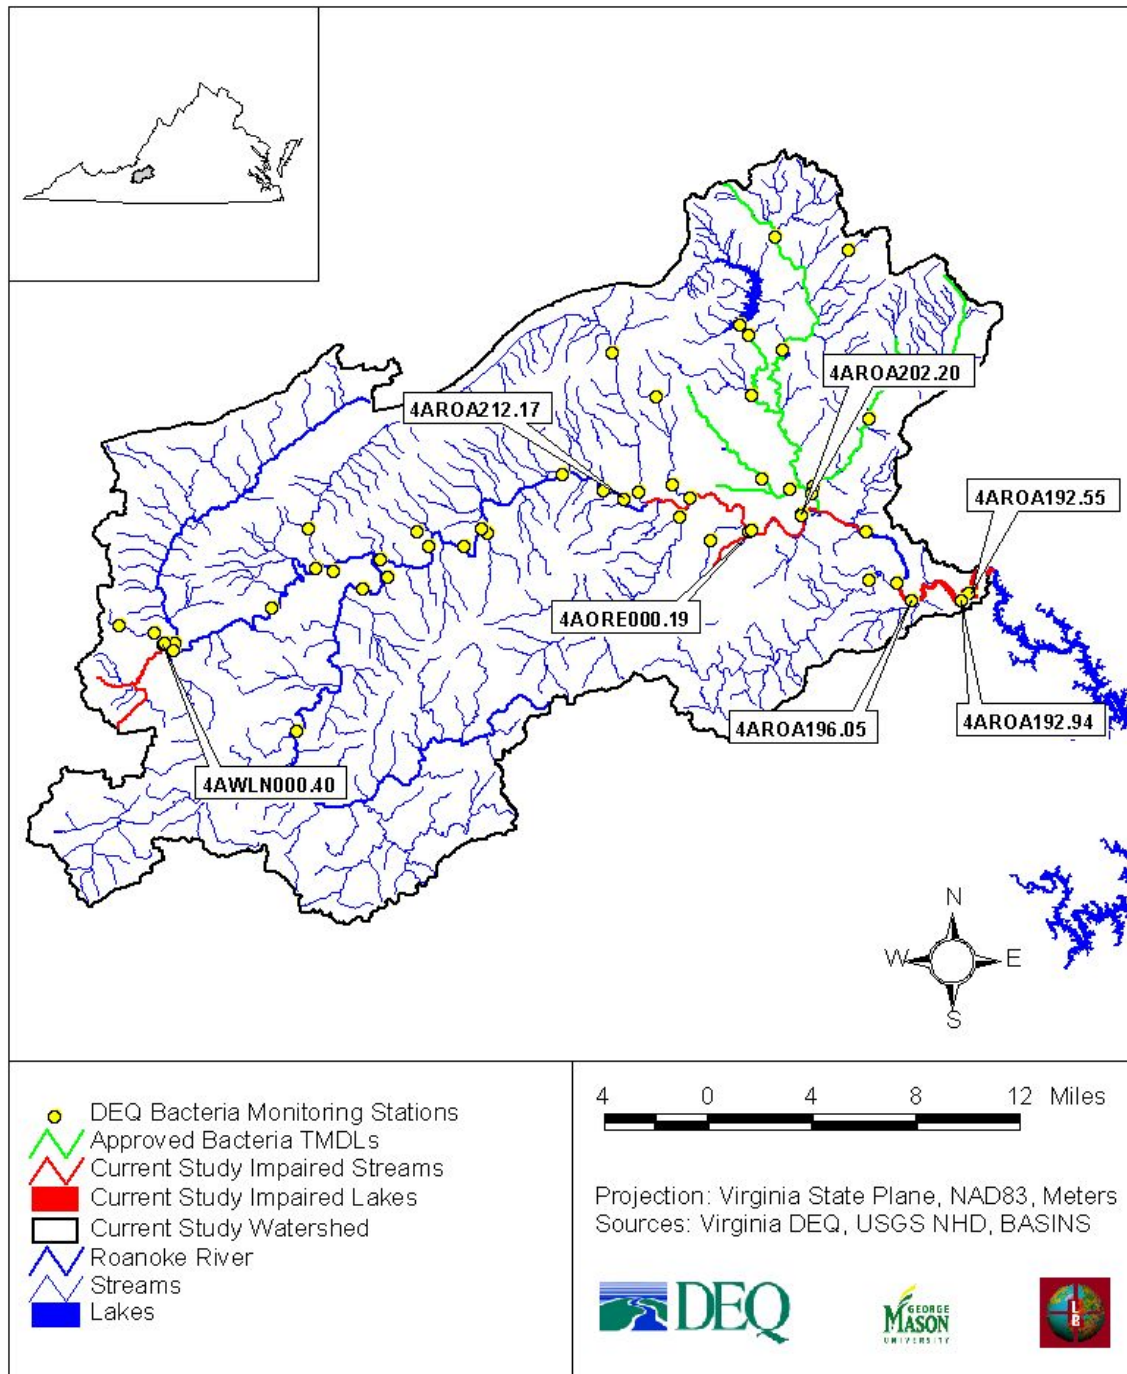 4AROA202.20
4AROA212.17
4AROA192.55
4AORE000.19
4AROA196.05
4AROA192.94
4AWLN000.40
N
W E
S
DEQ Bacteria Monitoring Stations
Approved Bacteria TMDLs
Current Study Impaired Streams
Current Study Impaired Lakes
Current Study Watershed
Roanoke River
Streams
Lakes
4 0 4 8 12 Miles
Projection: Virginia State Plane, NAD83, Meters
Sources: Virginia DEQ, USGS NHD, BASINS
DEQ
GEORGE
MASON
UNIVERSITY
L
B